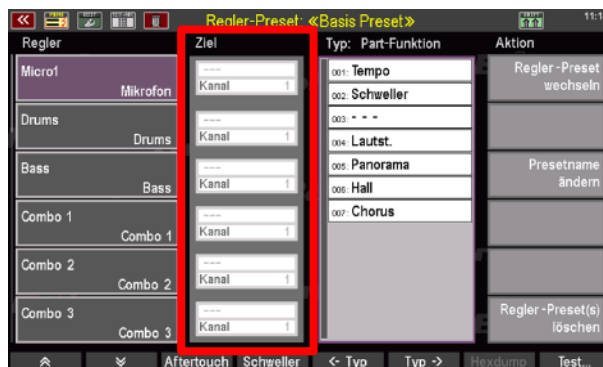 Regler-Preset: «Basis Preset»
11:1
Regler
Ziel
Typ: Part-Funktion
Aktion
Micro1
Mikrofon
---
Kanal 1
Drums
Drums
---
Kanal 1
Bass
Bass
---
Kanal 1
Combo 1
Combo 1
---
Kanal 1
Combo 2
Combo 2
---
Kanal 1
Combo 3
Combo 3
---
Kanal 1
001: Tempo
002: Schweller
003: - - -
004: Lautst.
005: Panorama
006: Hall
007: Chorus
Regler-Preset
wechseln
Presetname
ändern
Regler-Preset(s)
löschen
Aftertouch Schweller <- Typ Typ -> Hexdump Test...